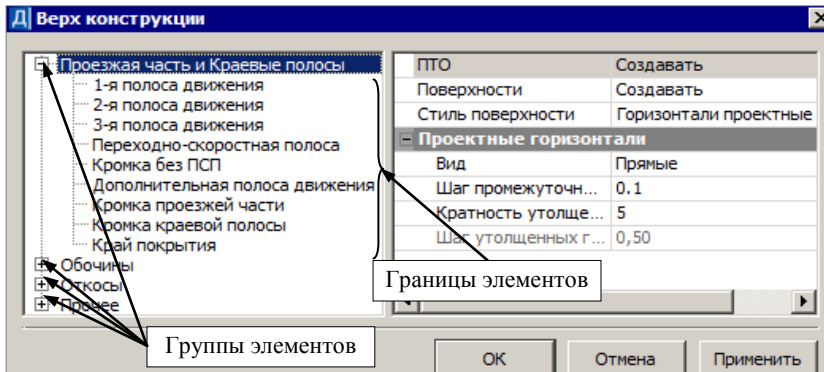 Верх конструкции
Проезжая часть и Краевые полосы
1-я полоса движения
2-я полоса движения
3-я полоса движения
Переходно-скоростная полоса
Кромка без ПСП
Дополнительная полоса движения
Кромка проезжей части
Кромка краевой полосы
Край покрытия
Обочины
Откосы
Прочее
ПТО Создавать
Поверхности Создавать
Стиль поверхности Горизонтали проектные
Проектные горизонтали
Вид Прямые
Шаг промежуточн... 0.1
Кратность утолще... 5
Шаг утолщенных г... 0,50
Границы элементов
Группы элементов
ОК Отмена Применить